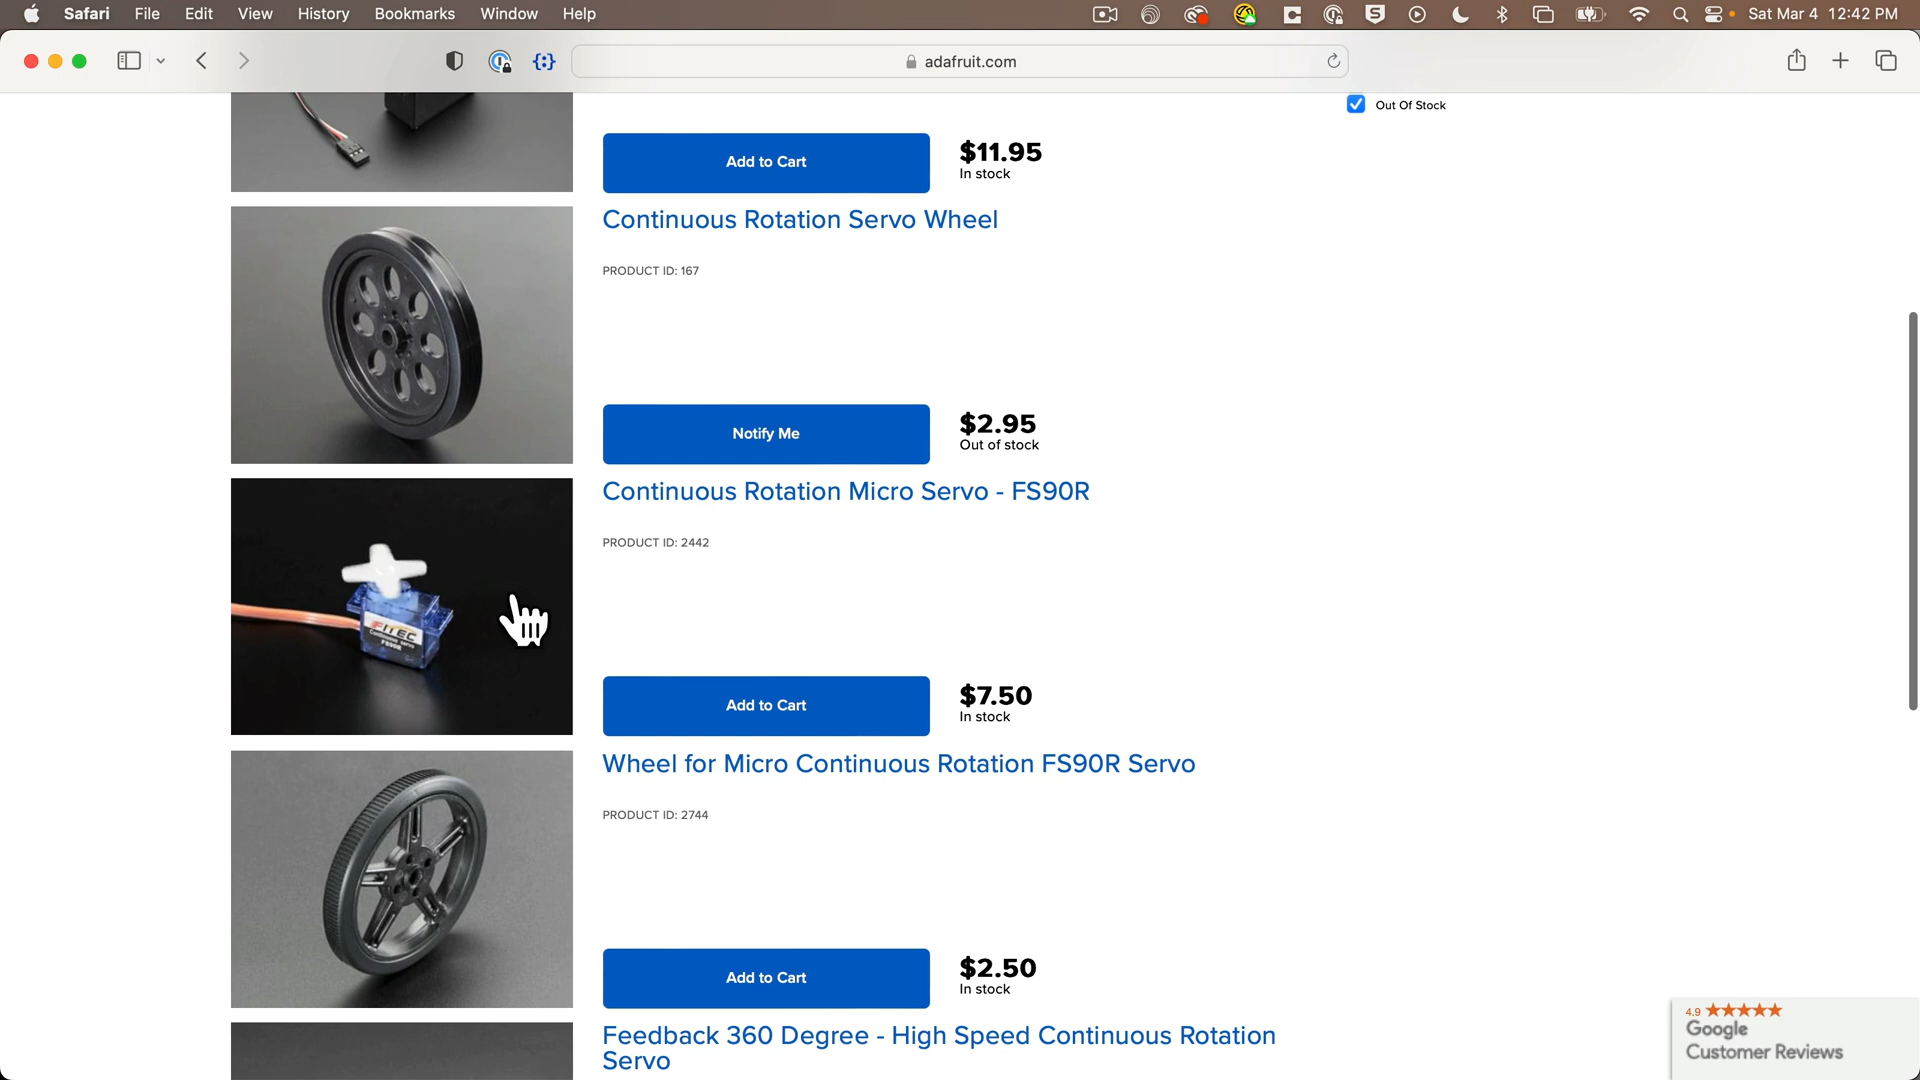 Safari File Edit View History Bookmarks Window Help Sat Mar 4 12:42 PM
adafruit.com
Out Of Stock
Add to Cart
$11.95
In stock
Continuous Rotation Servo Wheel
PRODUCT ID: 167
Notify Me
$2.95
Out of stock
Continuous Rotation Micro Servo - FS90R
PRODUCT ID: 2442
FITEC
Continuous servo
FS90R
Add to Cart
$7.50
In stock
Wheel for Micro Continuous Rotation FS90R Servo
PRODUCT ID: 2744
Add to Cart
$2.50
In stock
Feedback 360 Degree - High Speed Continuous Rotation
Servo
4.9
Google
Customer Reviews